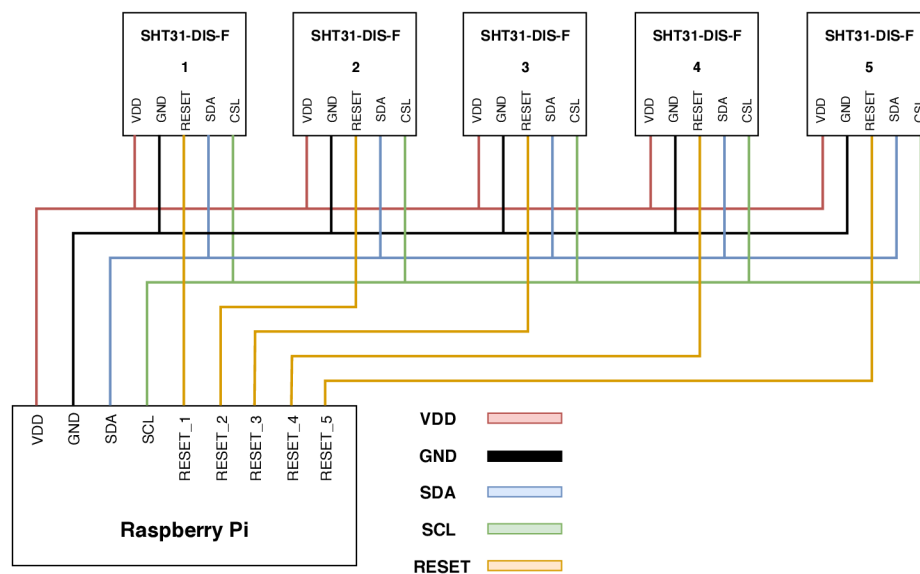 SHT31-DIS-F
1
VDD
GND
RESET
SDA
CSL
SHT31-DIS-F
2
VDD
GND
RESET
SDA
CSL
SHT31-DIS-F
3
VDD
GND
RESET
SDA
CSL
SHT31-DIS-F
4
VDD
GND
RESET
SDA
CSL
SHT31-DIS-F
5
VDD
GND
RESET
SDA
CSL
VDD
GND
SDA
SCL
RESET_1
RESET_2
RESET_3
RESET_4
RESET_5
Raspberry Pi
VDD
GND
SDA
SCL
RESET